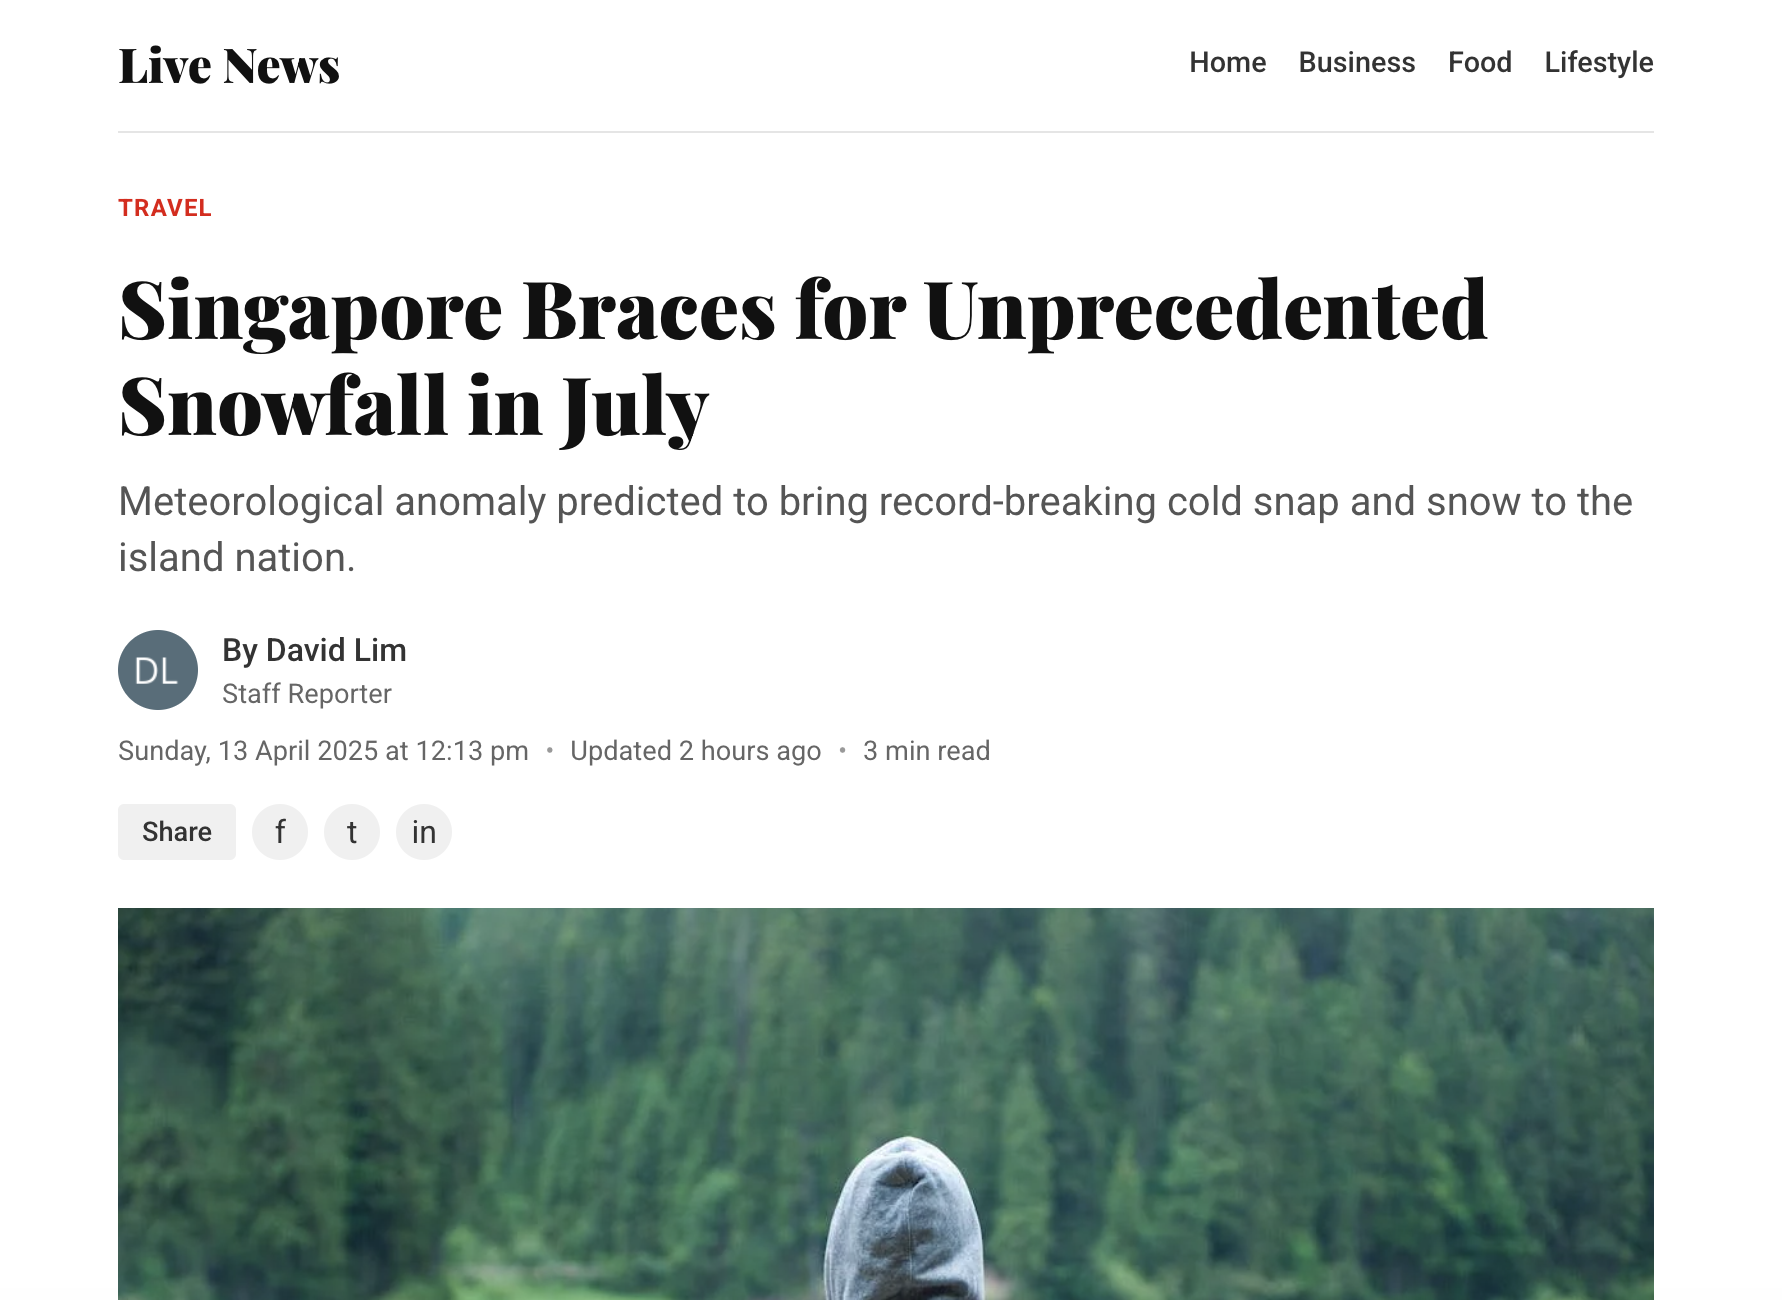 Live News
Home Business Food Lifestyle
TRAVEL
Singapore Braces for Unprecedented
Snowfall in July
Meteorological anomaly predicted to bring record-breaking cold snap and snow to the
island nation.
DL
By David Lim
Staff Reporter
Sunday, 13 April 2025 at 12:13 pm • Updated 2 hours ago • 3 min read
Share f t in